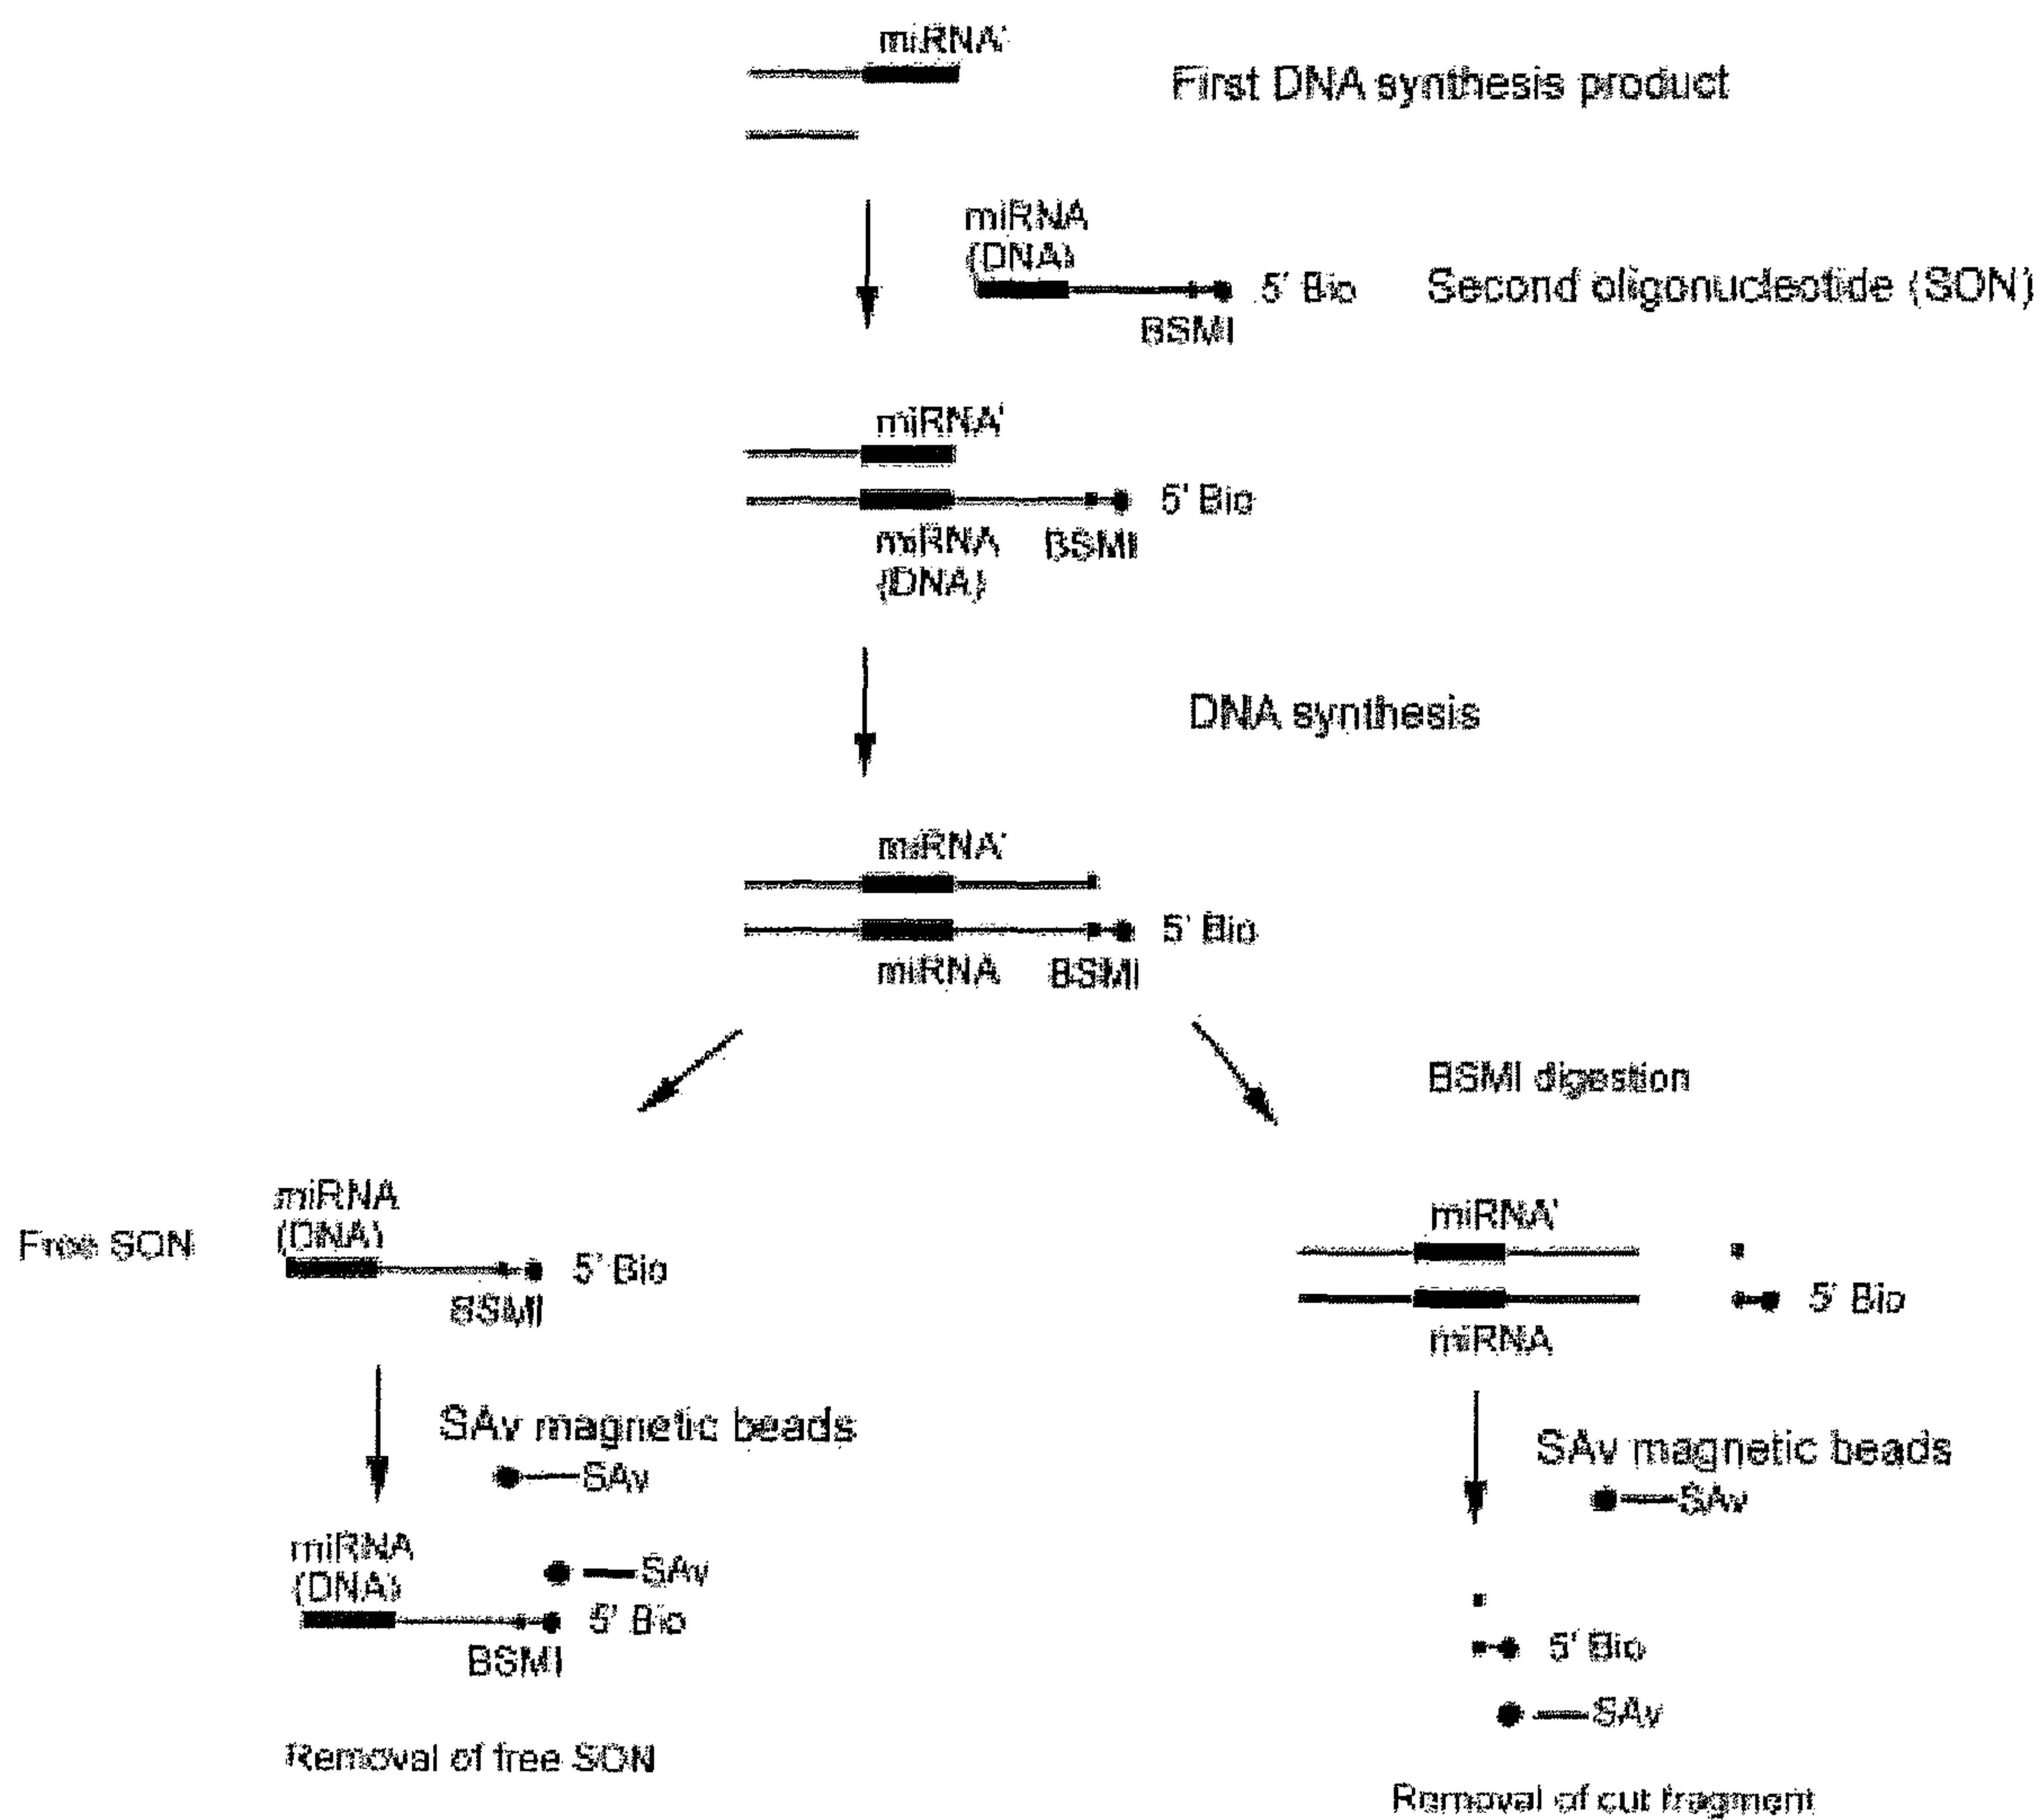 miRNA'
First DNA synthesis product
miRNA
(DNA)
5' Bio
Second oligonucleotide (SON)
BSMI
miRNA'
5' Bio
miRNA
(DNA)
BSMI
DNA synthesis
miRNA'
5' Bio
miRNA
BSMI
BSMI digestion
Free SON
miRNA
(DNA)
5' Bio
BSMI
miRNA'
5' Bio
miRNA
SAv magnetic beads
SAv
SAv magnetic beads
SAv
miRNA
(DNA)
SAv
5' Bio
BSMI
5' Bio
SAv
Removal of free SON
Removal of cut fragment